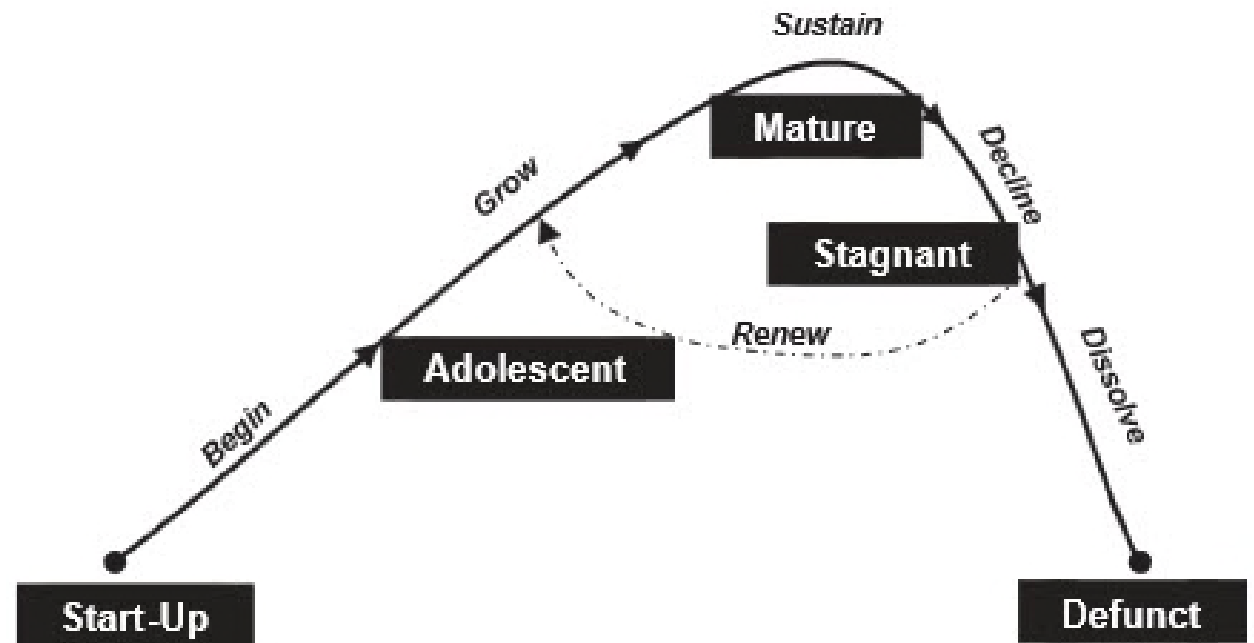 Sustain
Mature
Decline
Grow
Stagnant
Renew
Adolescent
Dissolve
Begin
Start-Up
Defunct